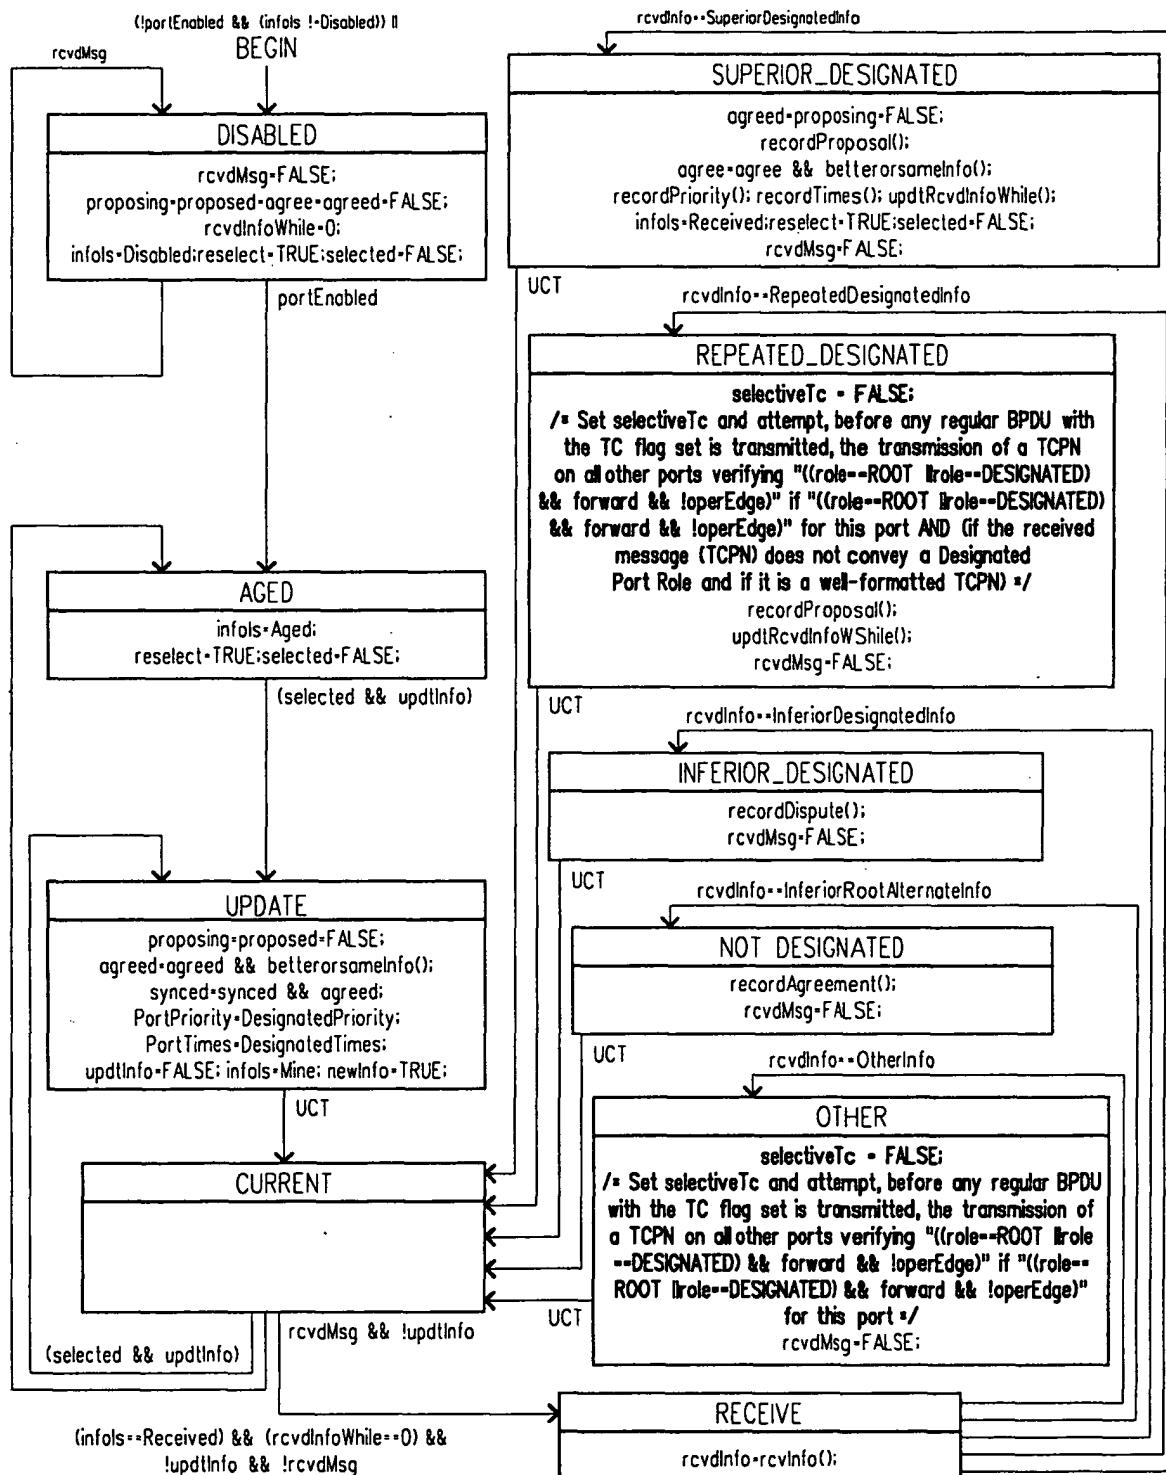 (!portEnabled && (infoIs !=Disabled)) ||
BEGIN
rcvdMsg
DISABLED
rcvdMsg=FALSE;
proposing=proposed=agree=agreed=FALSE;
rcvdInfoWhile=0;
infoIs=Disabled;reselect=TRUE;selected=FALSE;
portEnabled
AGED
infoIs=Aged;
reselect=TRUE;selected=FALSE;
(selected && updtInfo)
UPDATE
proposing=proposed=FALSE;
agreed=agreed && betterorsameInfo();
synced=synced && agreed;
PortPriority=DesignatedPriority;
PortTimes=DesignatedTimes;
updtInfo=FALSE; infoIs=Mine; newInfo=TRUE;
UCT
CURRENT
rcvdMsg && !updtInfo
(selected && updtInfo)
(infoIs==Received) && (rcvdInfoWhile==0) &&
!updtInfo && !rcvdMsg
rcvdInfo==SuperiorDesignatedInfo
SUPERIOR_DESIGNATED
agreed=proposing=FALSE;
recordProposal();
agree=agree && betterorsameInfo();
recordPriority(); recordTimes(); updtRcvdInfoWhile();
infoIs=Received;reselect=TRUE;selected=FALSE;
rcvdMsg=FALSE;
UCT
rcvdInfo==RepeatedDesignatedInfo
REPEATED_DESIGNATED
selectiveTc = FALSE;
/* Set selectiveTc and attempt, before any regular BPDU with
the TC flag set is transmitted, the transmission of a TCPN
on all other ports verifying "((role==ROOT ||role==DESIGNATED)
&& forward && !operEdge)" if "((role==ROOT ||role==DESIGNATED)
&& forward && !operEdge)" for this port AND (if the received
message (TCPN) does not convey a Designated
Port Role and if it is a well-formatted TCPN) */
recordProposal();
updtRcvdInfoWShile();
rcvdMsg=FALSE;
UCT
rcvdInfo==InferiorDesignatedInfo
INFERIOR_DESIGNATED
recordDispute();
rcvdMsg=FALSE;
UCT
rcvdInfo==InferiorRootAlternateInfo
NOT DESIGNATED
recordAgreement();
rcvdMsg=FALSE;
UCT
rcvdInfo==OtherInfo
OTHER
selectiveTc = FALSE;
/* Set selectiveTc and attempt, before any regular BPDU
with the TC flag set is transmitted, the transmission of
a TCPN on all other ports verifying "((role==ROOT ||role
==DESIGNATED) && forward && !operEdge)" if "((role==
ROOT ||role==DESIGNATED) && forward && !operEdge)"
for this port */
rcvdMsg=FALSE;
UCT
RECEIVE
rcvdInfo=rcvInfo();